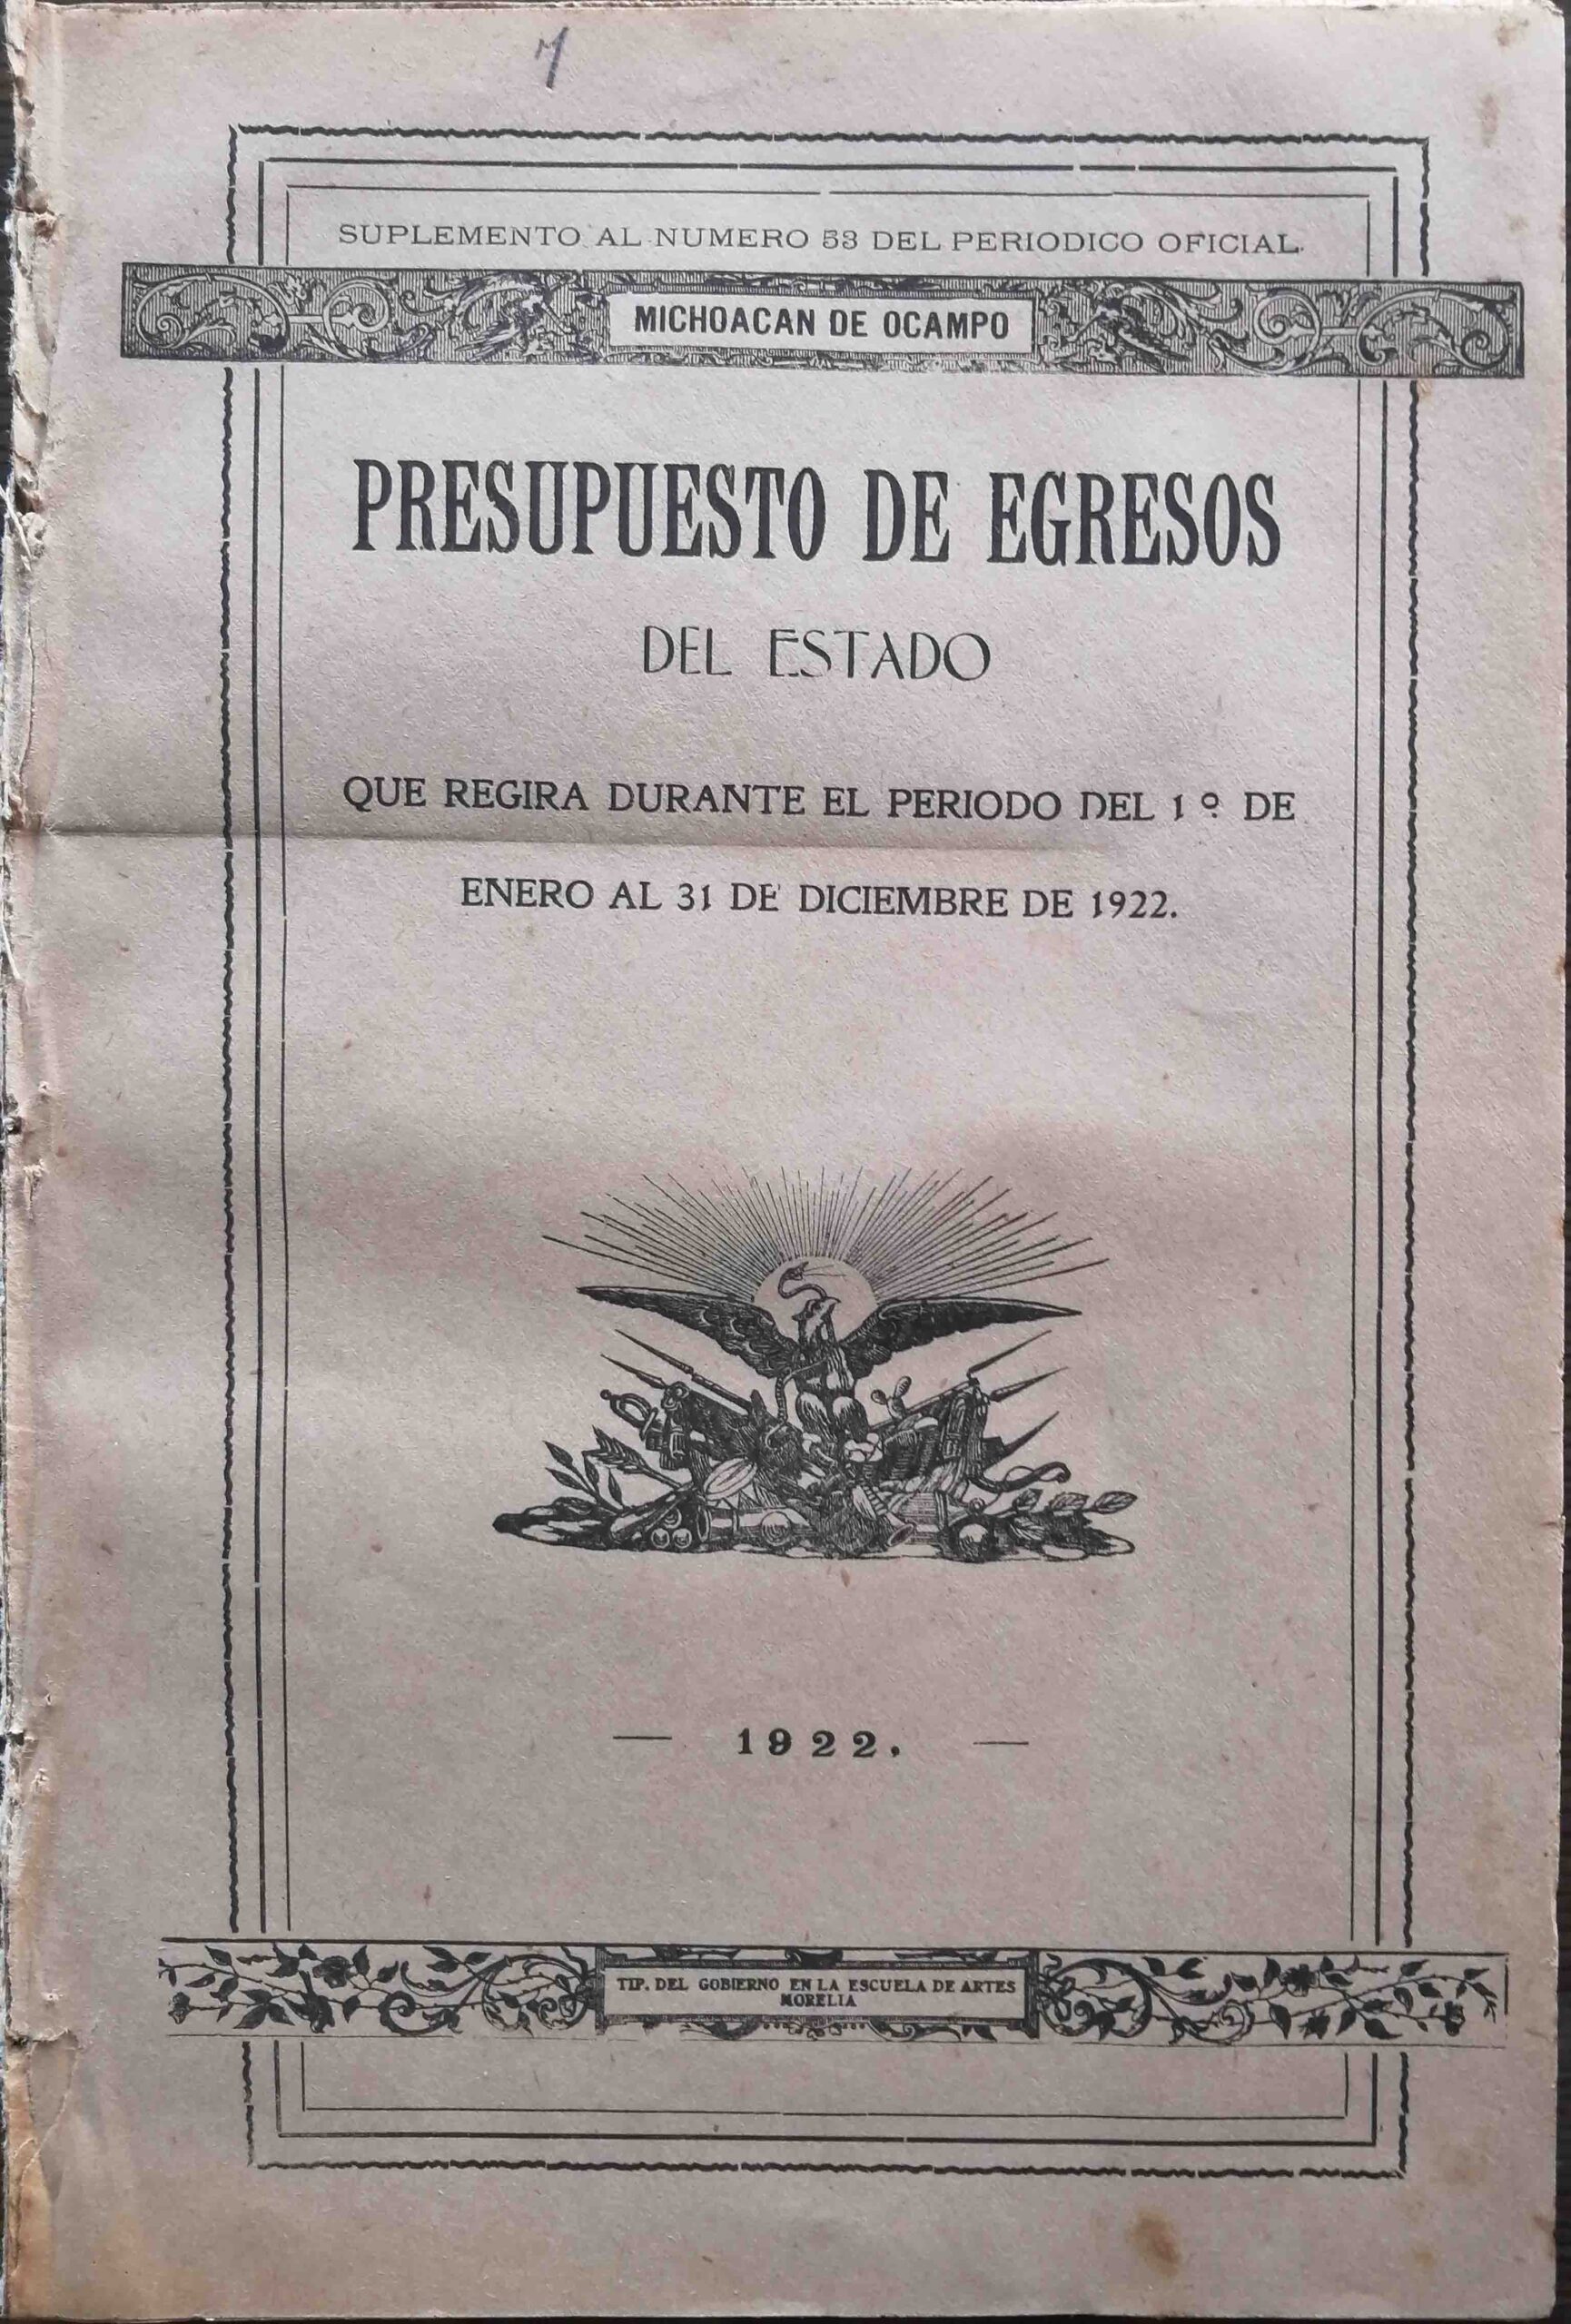 7
SUPLEMENTO AL NUMERO 53 DEL PERIODICO OFICIAL.
MICHOACAN DE OCAMPO
PRESUPUESTO DE EGRESOS
DEL ESTADO
QUE REGIRA DURANTE EL PERIODO DEL 1º DE
ENERO AL 31 DE DICIEMBRE DE 1922.
— 1922. —
TIP. DEL GOBIERNO EN LA ESCUELA DE ARTES
MORELIA